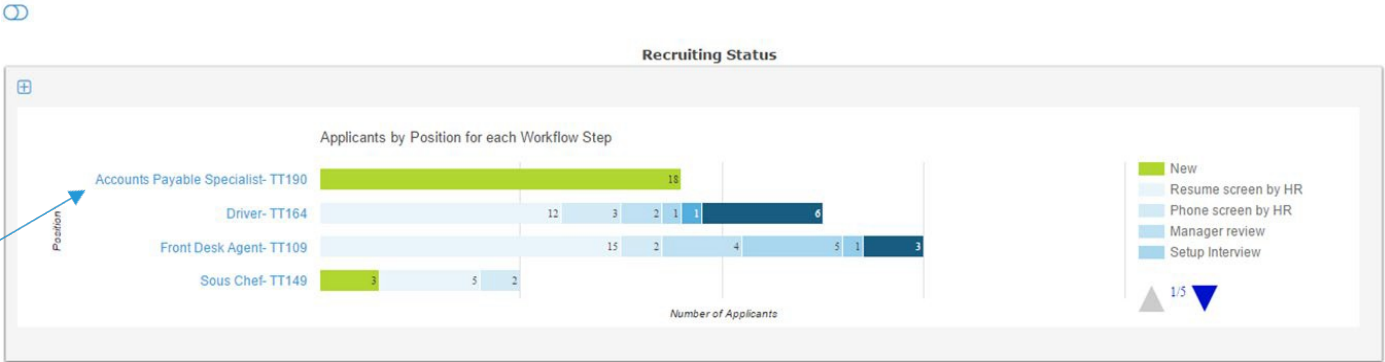 Recruiting Status
Applicants by Position for each Workflow Step
Position
Accounts Payable Specialist- TT190
18
Driver- TT164
12 3 2 1 1 6
Front Desk Agent- TT109
15 2 4 5 1 3
Sous Chef- TT149
3 5 2
Number of Applicants
New
Resume screen by HR
Phone screen by HR
Manager review
Setup Interview
1/5